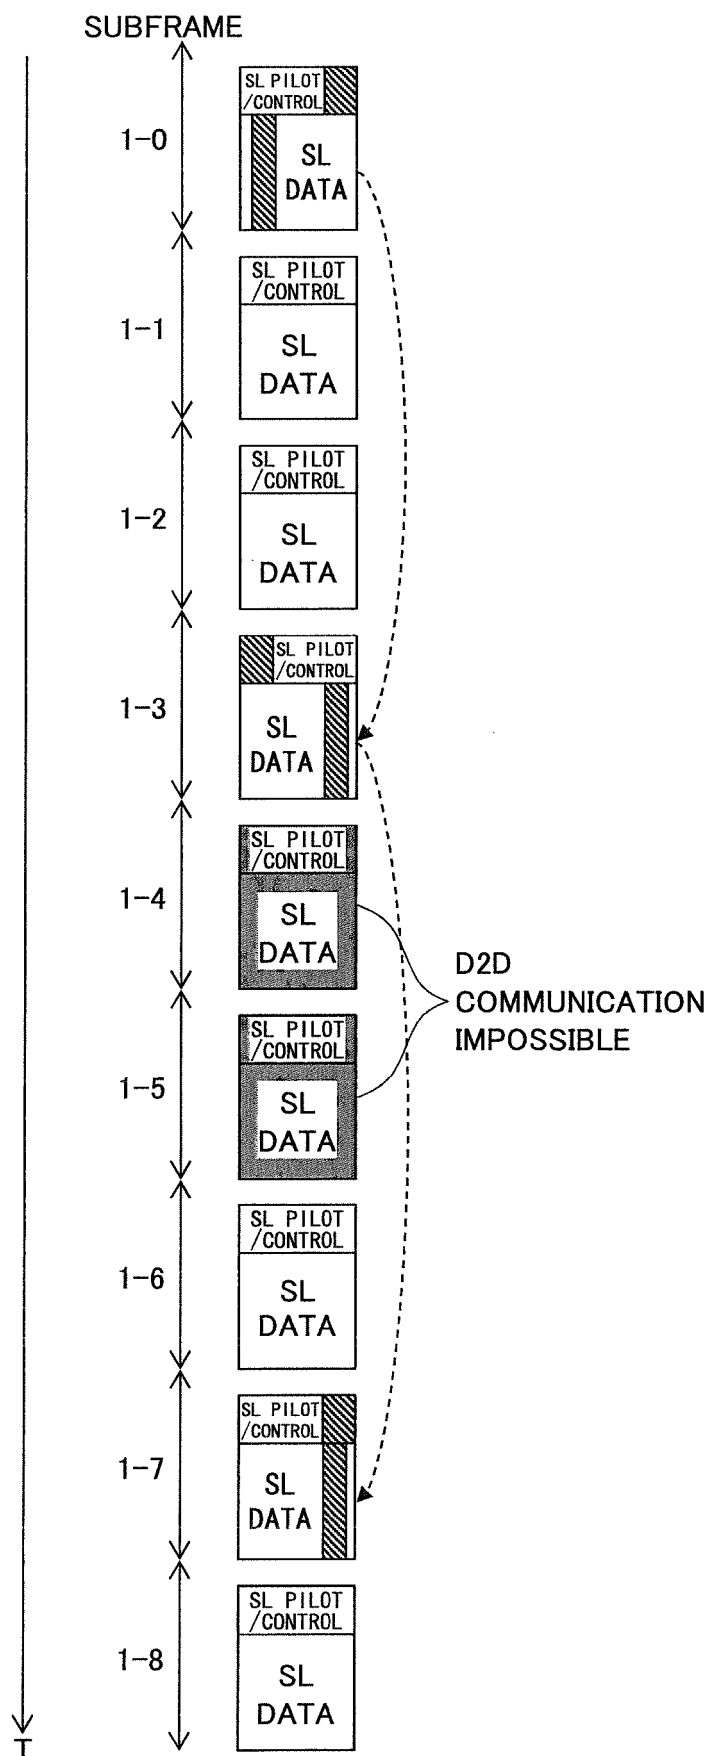 SUBFRAME
1-0
SL PILOT
/CONTROL
SL
DATA
1-1
SL PILOT
/CONTROL
SL
DATA
1-2
SL PILOT
/CONTROL
SL
DATA
1-3
SL PILOT
/CONTROL
SL
DATA
1-4
SL PILOT
/CONTROL
SL
DATA
D2D
COMMUNICATION
IMPOSSIBLE
1-5
SL PILOT
/CONTROL
SL
DATA
1-6
SL PILOT
/CONTROL
SL
DATA
1-7
SL PILOT
/CONTROL
SL
DATA
1-8
SL PILOT
/CONTROL
SL
DATA
T